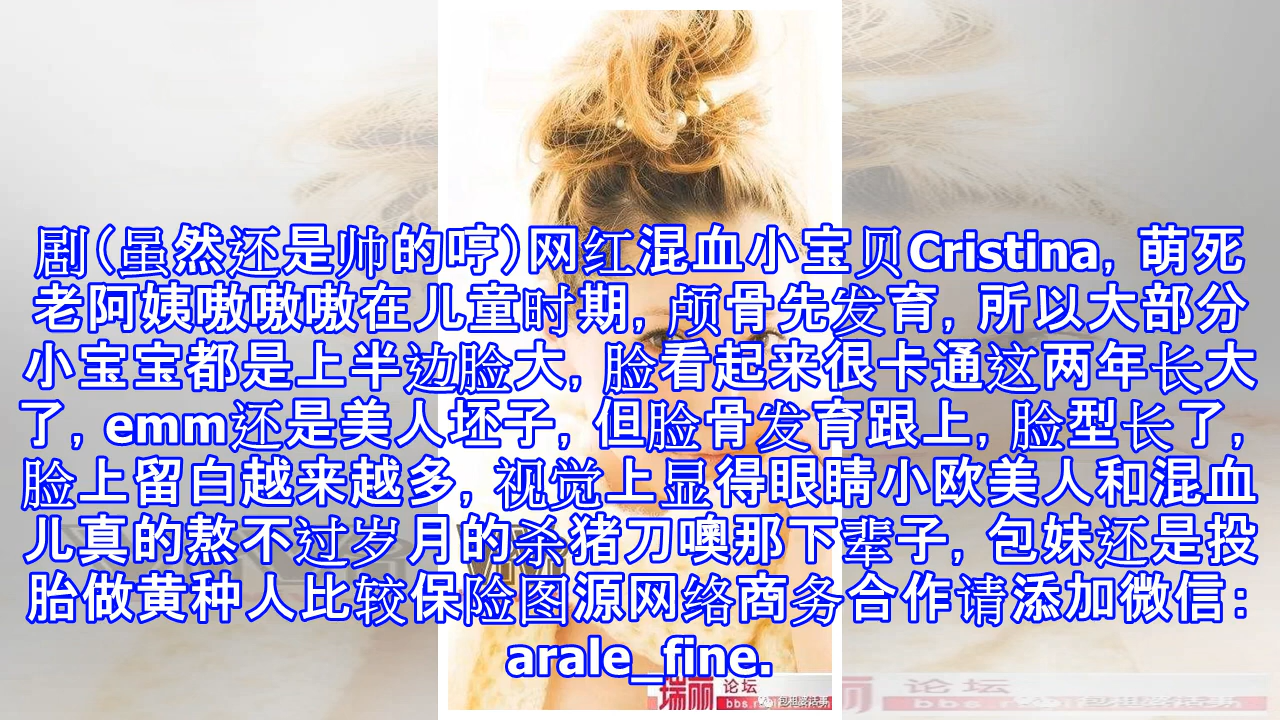 剧(虽然还是帅的哼)网红混血小宝贝Cristina, 萌死
老阿姨嗷嗷嗷在儿童时期, 颅骨先发育, 所以大部分
小宝宝都是上半边脸大, 脸看起来很卡通这两年长大
了, emm还是美人坯子, 但脸骨发育跟上, 脸型长了,
脸上留白越来越多, 视觉上显得眼睛小欧美人和混血
儿真的熬不过岁月的杀猪刀噢那下辈子, 包妹还是投
胎做黄种人比较保险图源网络商务合作请添加微信:
arale_fine.
ViVi
瑞丽 论坛